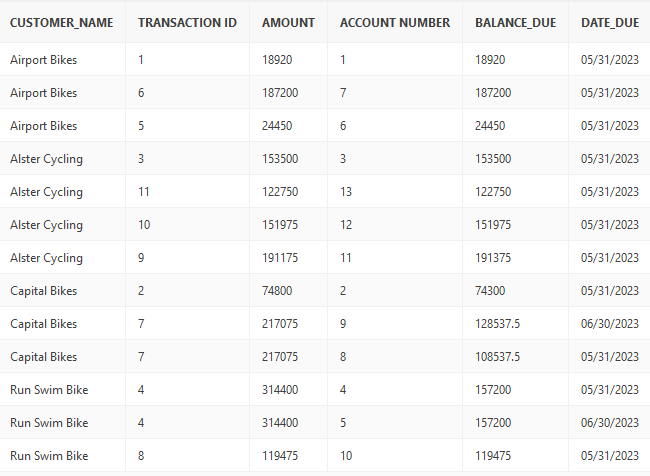 CUSTOMER_NAME TRANSACTION ID AMOUNT ACCOUNT NUMBER BALANCE_DUE DATE_DUE
Airport Bikes 1 18920 1 18920 05/31/2023
Airport Bikes 6 187200 7 187200 05/31/2023
Airport Bikes 5 24450 6 24450 05/31/2023
Alster Cycling 3 153500 3 153500 05/31/2023
Alster Cycling 11 122750 13 122750 05/31/2023
Alster Cycling 10 151975 12 151975 05/31/2023
Alster Cycling 9 191175 11 191375 05/31/2023
Capital Bikes 2 74800 2 74300 05/31/2023
Capital Bikes 7 217075 9 128537.5 06/30/2023
Capital Bikes 7 217075 8 108537.5 05/31/2023
Run Swim Bike 4 314400 4 157200 05/31/2023
Run Swim Bike 4 314400 5 157200 06/30/2023
Run Swim Bike 8 119475 10 119475 05/31/2023